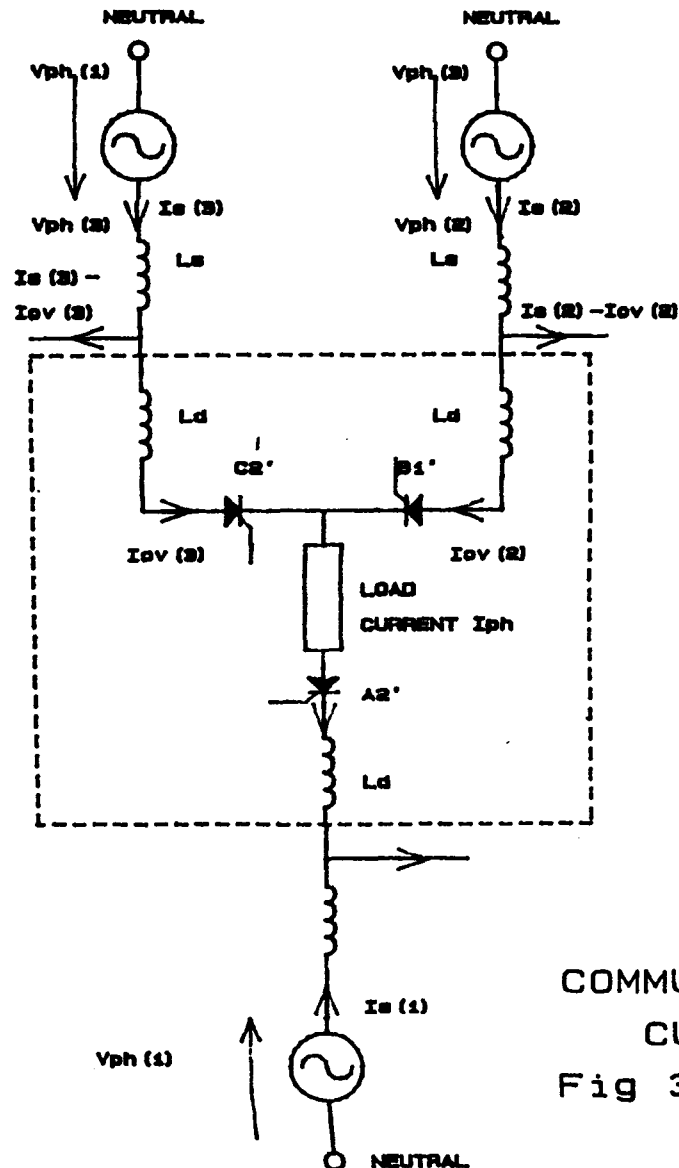 NEUTRAL
NEUTRAL
Vph (1)
Vph (3)
Is (3)
Is (2)
Vph (3)
Vph (2)
Ls
Ls
Is (3) -
Iov (3)
Is (2) -Iov (2)
Ld
Ld
C2'
B1'
Iov (3)
Iov (2)
LOAD
CURRENT Iph
A2'
Ld
Is (1)
Vph (1)
NEUTRAL
COMMU
CU
Fig 3